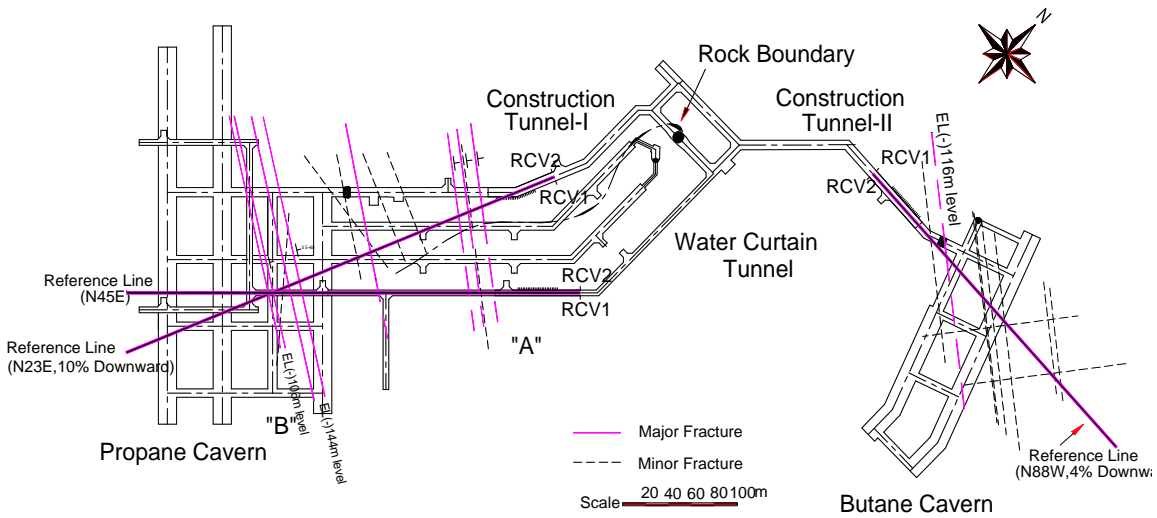 N
Rock Boundary
Construction
Tunnel-I
Construction
Tunnel-II
RCV2
RCV1
RCV1
RCV2
EL(-)116m level
Water Curtain
Tunnel
Reference Line
(N45E)
RCV2
RCV1
Reference Line
(N23E,10% Downward)
"A"
EL(-)106m level
EL(-)144m level
"B"
Propane Cavern
Major Fracture
Minor Fracture
Scale
20 40 60 80 100m
Reference Line
(N88W,4% Downwa
Butane Cavern